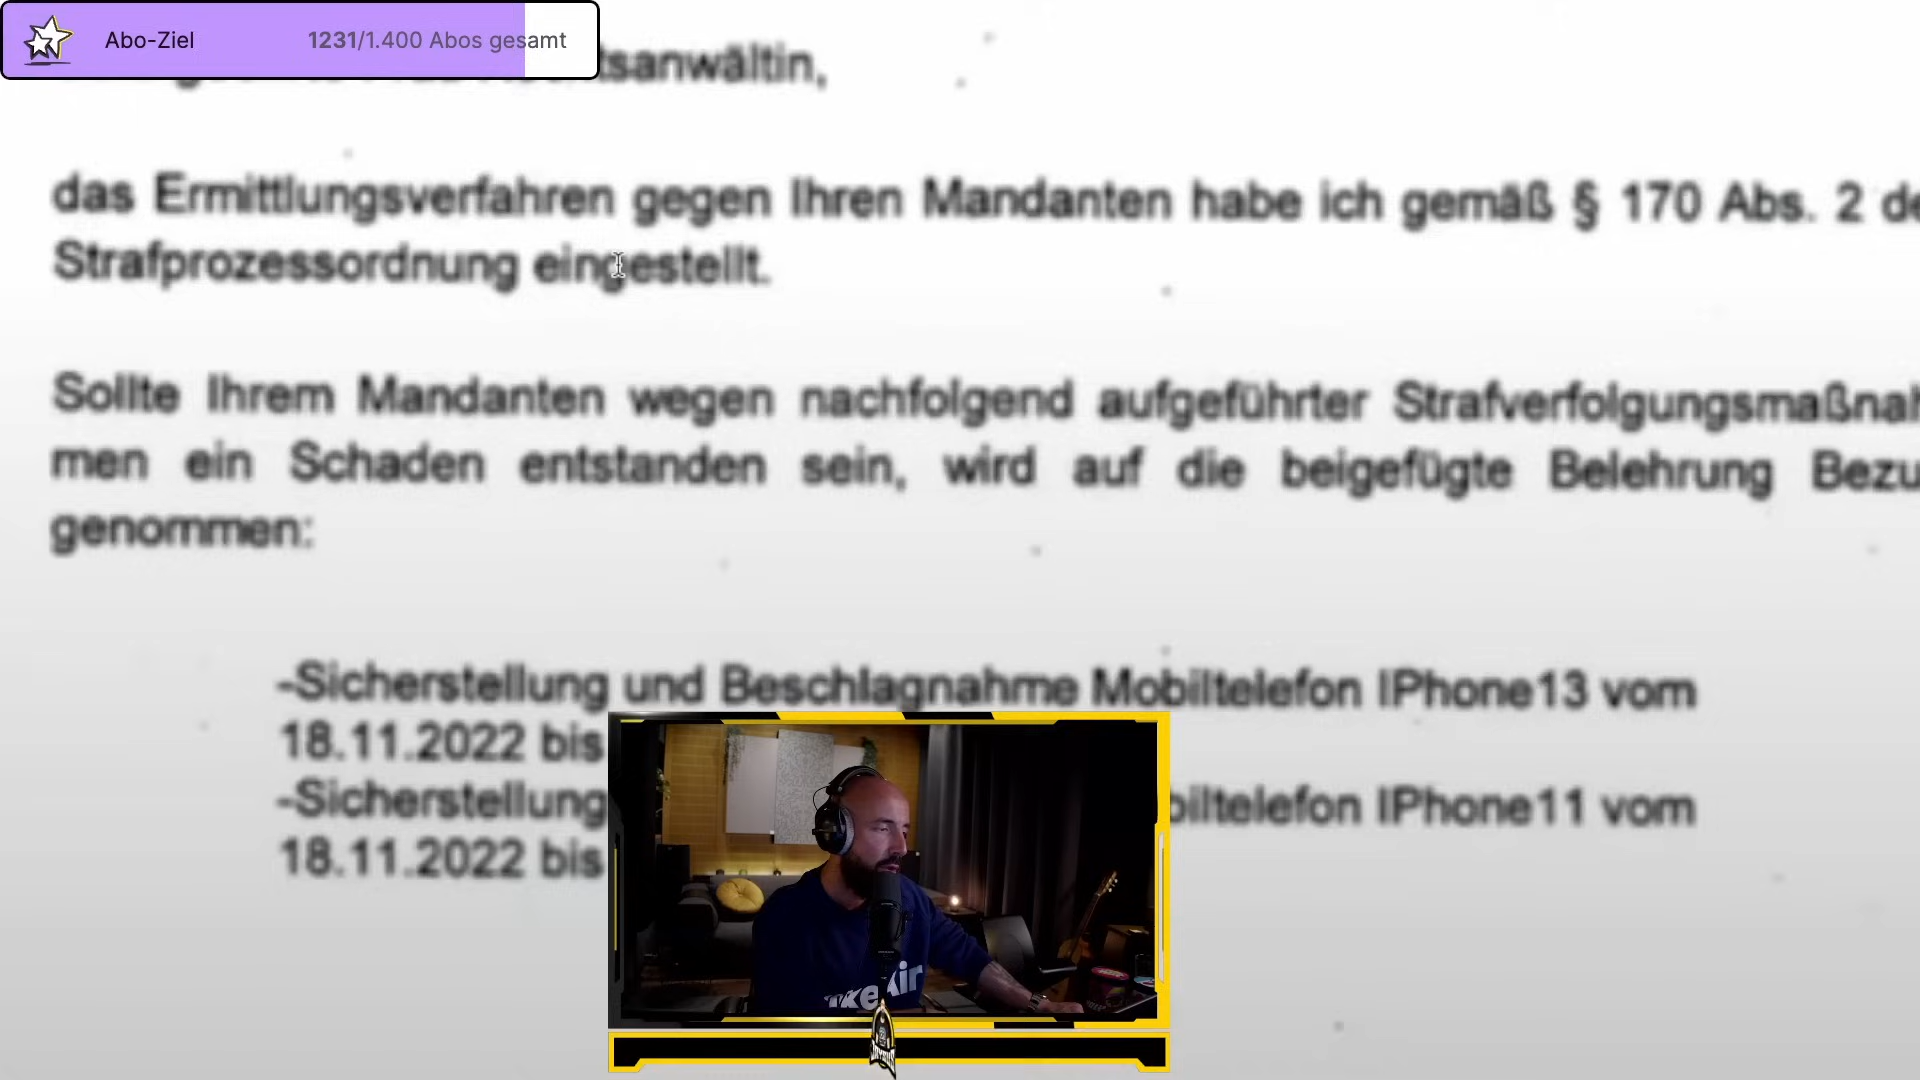 Abo-Ziel 1231/1.400 Abos gesamt
tsanwältin,
das Ermittlungsverfahren gegen Ihren Mandanten habe ich gemäß § 170 Abs. 2 de
Strafprozessordnung eingestellt.
Sollte Ihrem Mandanten wegen nachfolgend aufgeführter Strafverfolgungsmaßnah
men ein Schaden entstanden sein, wird auf die beigefügte Belehrung Bezu
genommen:
-Sicherstellung und Beschlagnahme Mobiltelefon IPhone13 vom
18.11.2022 bis
-Sicherstellung biltelefon IPhone11 vom
18.11.2022 bis